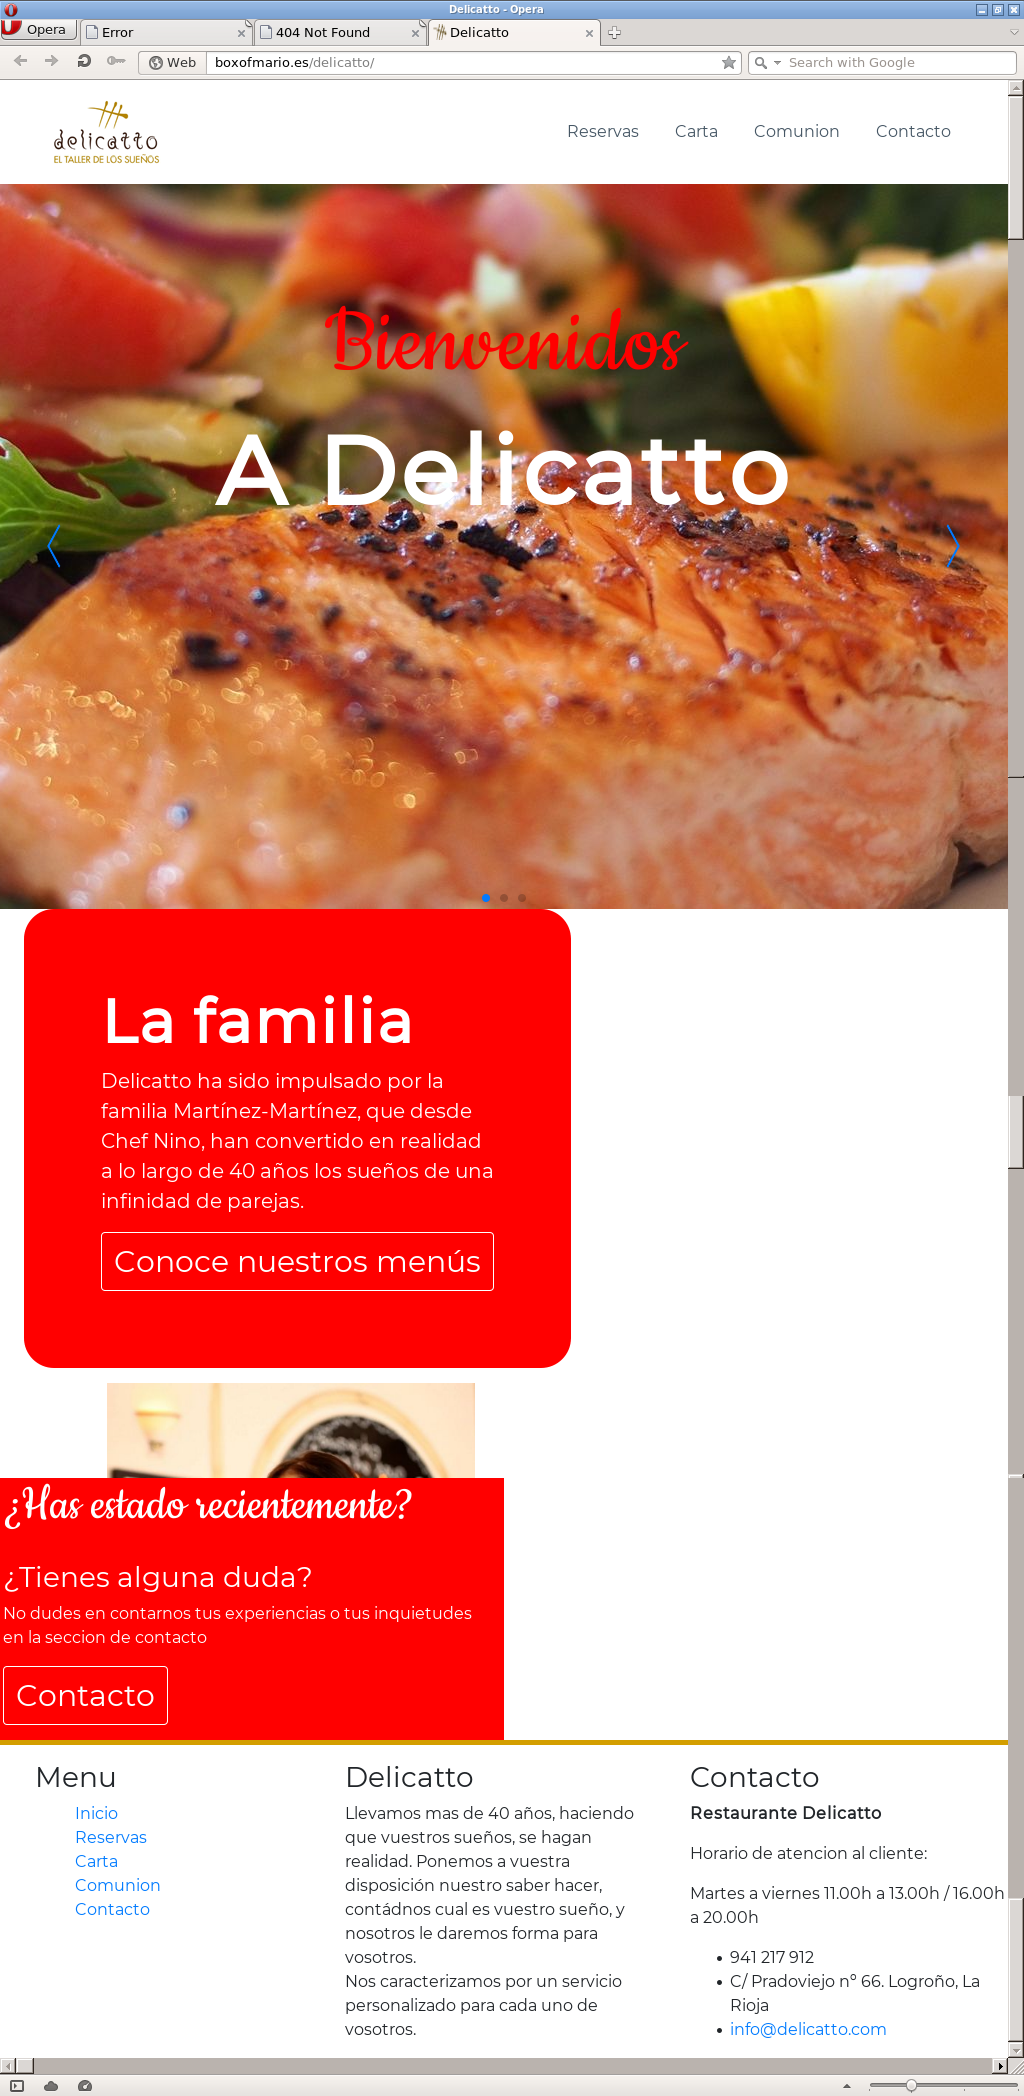 Delicatto - Opera
Opera
Error
404 Not Found
Delicatto
Web
boxofmario.es/delicatto/
Search with Google
delicatto
EL TALLER DE LOS SUEÑOS
Reservas
Carta
Comunion
Contacto
Bienvenidos
A Delicatto
La familia
Delicatto ha sido impulsado por la
familia Martínez-Martínez, que desde
Chef Nino, han convertido en realidad
a lo largo de 40 años los sueños de una
infinidad de parejas.
Conoce nuestros menús
¿Has estado recientemente?
¿Tienes alguna duda?
No dudes en contarnos tus experiencias o tus inquietudes
en la seccion de contacto
Contacto
Menu
Inicio
Reservas
Carta
Comunion
Contacto
Delicatto
Llevamos mas de 40 años, haciendo
que vuestros sueños, se hagan
realidad. Ponemos a vuestra
disposición nuestro saber hacer,
contádnos cual es vuestro sueño, y
nosotros le daremos forma para
vosotros.
Nos caracterizamos por un servicio
personalizado para cada uno de
vosotros.
Contacto
Restaurante Delicatto
Horario de atencion al cliente:
Martes a viernes 11.00h a 13.00h / 16.00h
a 20.00h
• 941 217 912
• C/ Pradoviejo nº 66. Logroño, La
Rioja
• info@delicatto.com